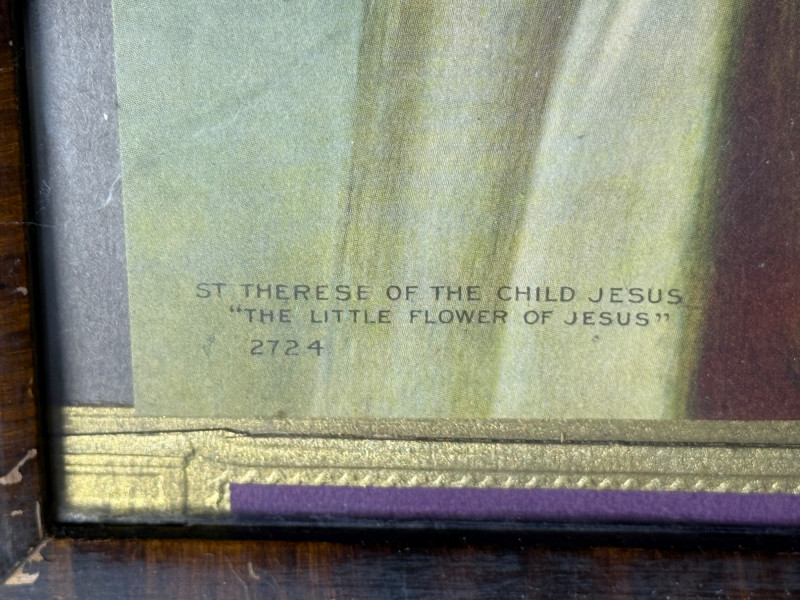 ST THERESE OF THE CHILD JESUS
"THE LITTLE FLOWER OF JESUS"
2724